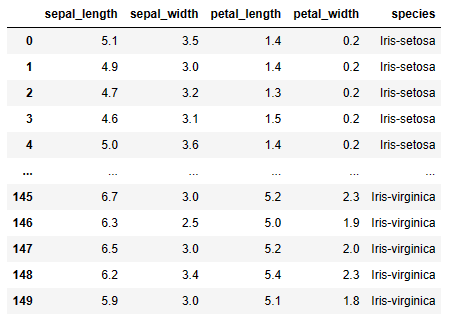 sepal_length sepal_width petal_length petal_width species
0 5.1 3.5 1.4 0.2 Iris-setosa
1 4.9 3.0 1.4 0.2 Iris-setosa
2 4.7 3.2 1.3 0.2 Iris-setosa
3 4.6 3.1 1.5 0.2 Iris-setosa
4 5.0 3.6 1.4 0.2 Iris-setosa
... ... ... ... ... ...
145 6.7 3.0 5.2 2.3 Iris-virginica
146 6.3 2.5 5.0 1.9 Iris-virginica
147 6.5 3.0 5.2 2.0 Iris-virginica
148 6.2 3.4 5.4 2.3 Iris-virginica
149 5.9 3.0 5.1 1.8 Iris-virginica